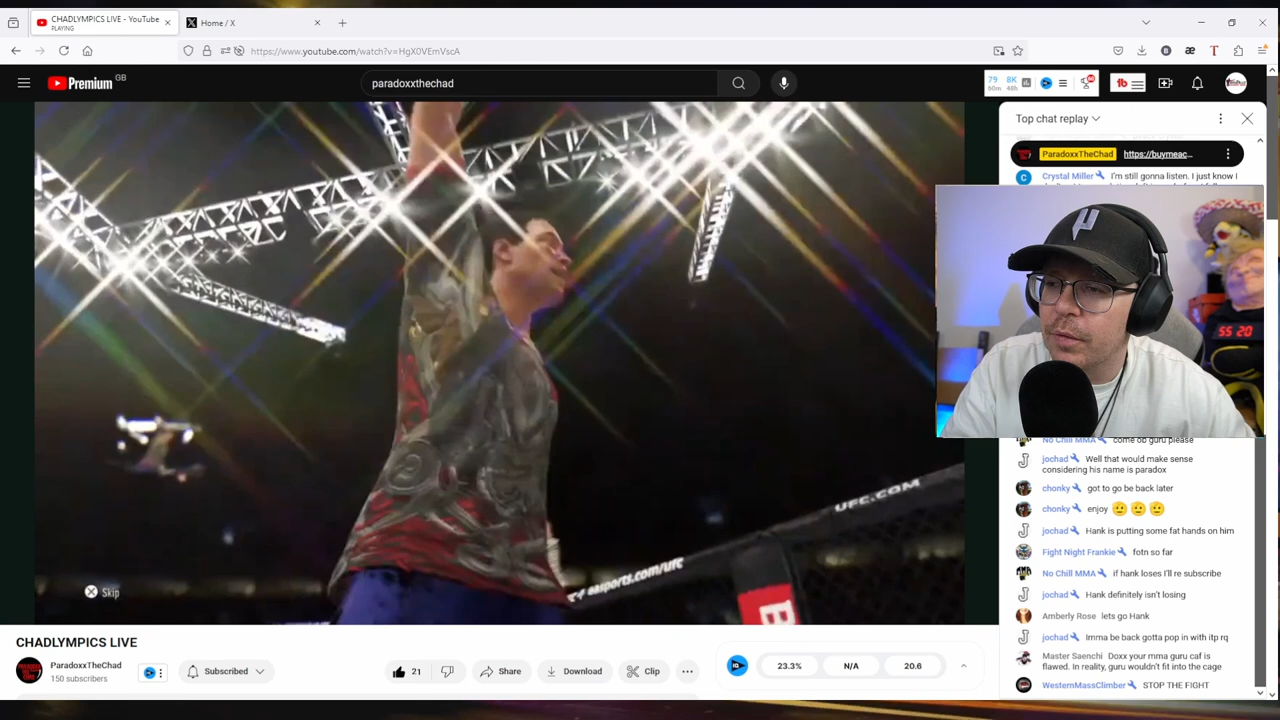 CHADLYMPICS LIVE - YouTube
PLAYING
Home / X
https://www.youtube.com/watch?v=HgX0VEmVscA
Premium GB
paradoxxthechad
79 8K
60m 48h
Top chat replay
ParadoxxTheChad https://buymeac...
Crystal Miller I'm still gonna listen. I just know I
55 20
No Chill MMA come ob guru please
jochad Well that would make sense
considering his name is paradox
chonky got to go be back later
chonky enjoy
jochad Hank is putting some fat hands on him
Fight Night Frankie fotn so far
No Chill MMA if hank loses I'll re subscribe
jochad Hank definitely isn't losing
Amberly Rose lets go Hank
jochad Imma be back gotta pop in with itp rq
Master Saenchi Doxx your mma guru caf is
flawed. In reality, guru wouldn't fit into the cage
WesternMassClimber STOP THE FIGHT
UFC.COM
easports.com/ufc
B
Skip
CHADLYMPICS LIVE
ParadoxxTheChad
150 subscribers
Subscribed
21
Share
Download
Clip
23.3%
N/A
20.6